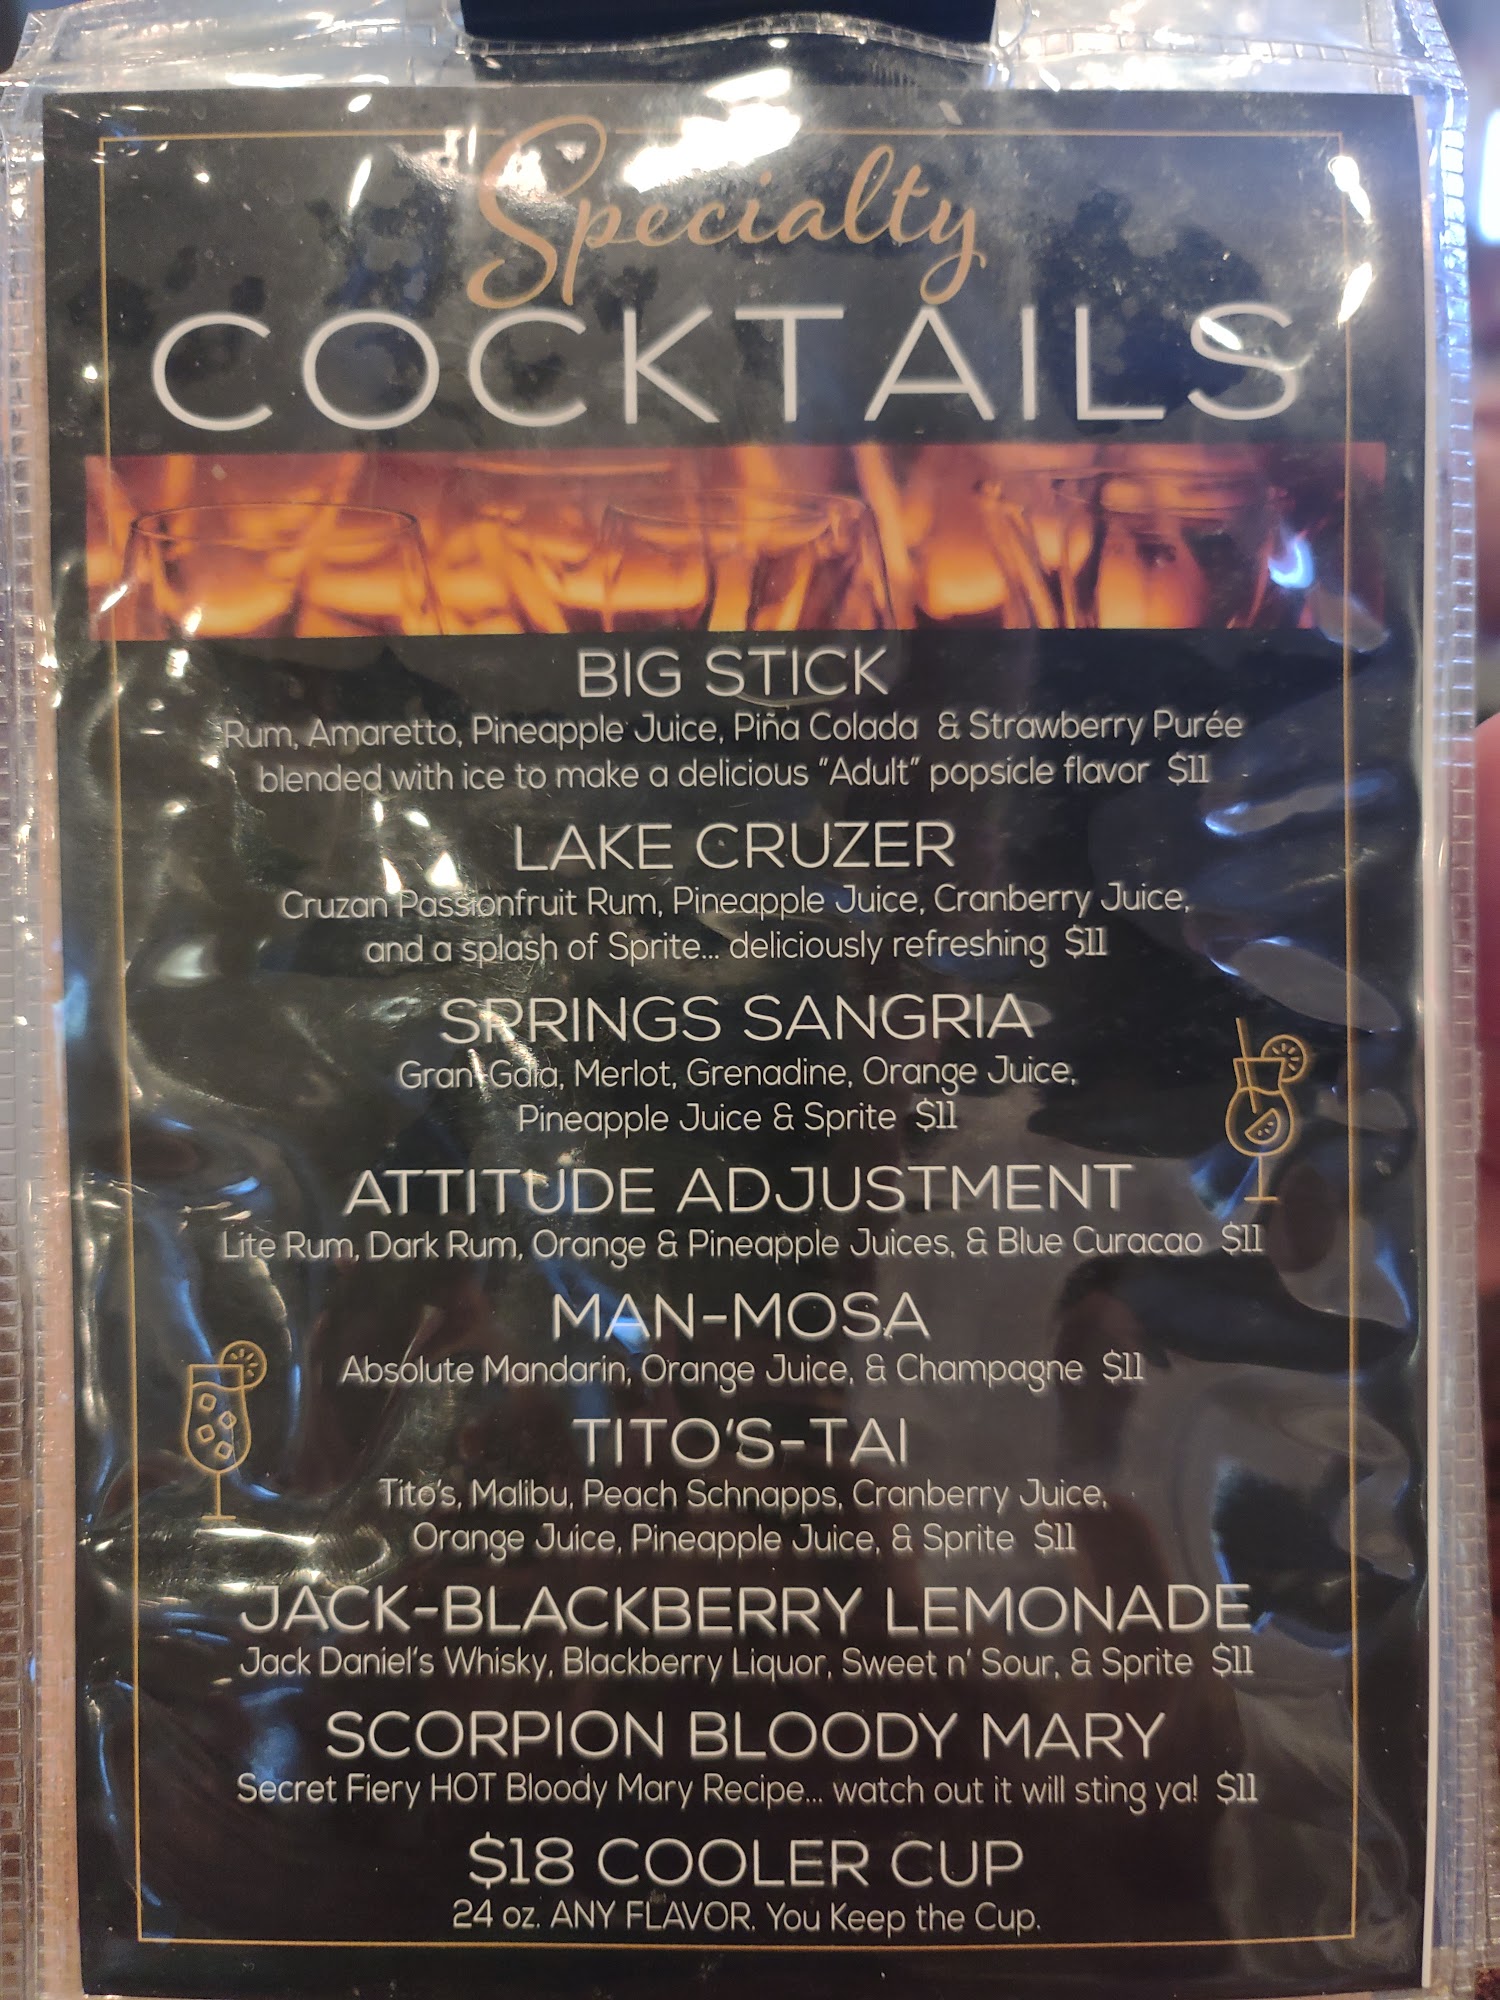 Specialty
COCKTAILS
BIG STICK
Rum, Amaretto, Pineapple Juice, Piña Colada & Strawberry Purée
blended with ice to make a delicious "Adult" popsicle flavor $11
LAKE CRUZER
Cruzan Passionfruit Rum, Pineapple Juice, Cranberry Juice,
and a splash of Sprite... deliciously refreshing $11
SPRINGS SANGRIA
Gran Gala, Merlot, Grenadine, Orange Juice,
Pineapple Juice & Sprite $11
ATTITUDE ADJUSTMENT
Lite Rum, Dark Rum, Orange & Pineapple Juices, & Blue Curacao $11
MAN-MOSA
Absolute Mandarin, Orange Juice, & Champagne $11
TITO'S-TAI
Tito's, Malibu, Peach Schnapps, Cranberry Juice,
Orange Juice, Pineapple Juice, & Sprite $11
JACK-BLACKBERRY LEMONADE
Jack Daniel's Whisky, Blackberry Liquor, Sweet n' Sour, & Sprite $11
SCORPION BLOODY MARY
Secret Fiery HOT Bloody Mary Recipe... watch out it will sting ya! $11
$18 COOLER CUP
24 oz. ANY FLAVOR. You Keep the Cup.